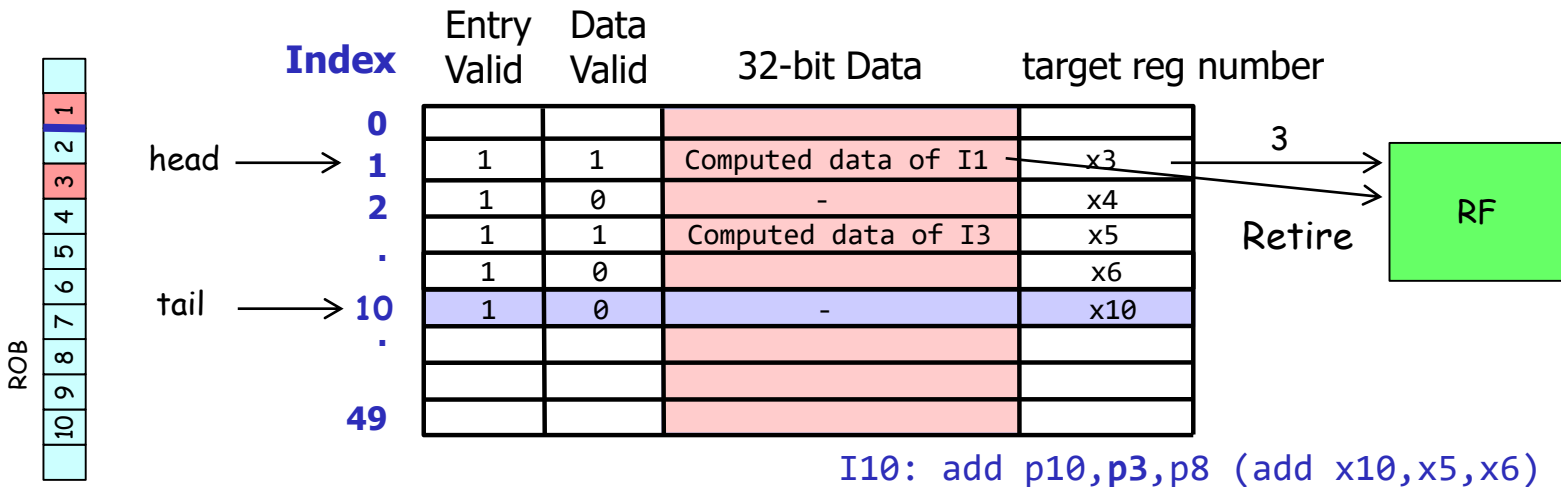 Entry Data
Index Valid Valid 32-bit Data target reg number
0
head 1 1 1 Computed data of I1 x3 3
2 1 0 - x4 RF
. 1 1 Computed data of I3 x5 Retire
1 0 x6
tail 10 1 0 - x10
.
49
ROB
1
2
3
4
5
6
7
8
9
10
I10: add p10,p3,p8 (add x10,x5,x6)